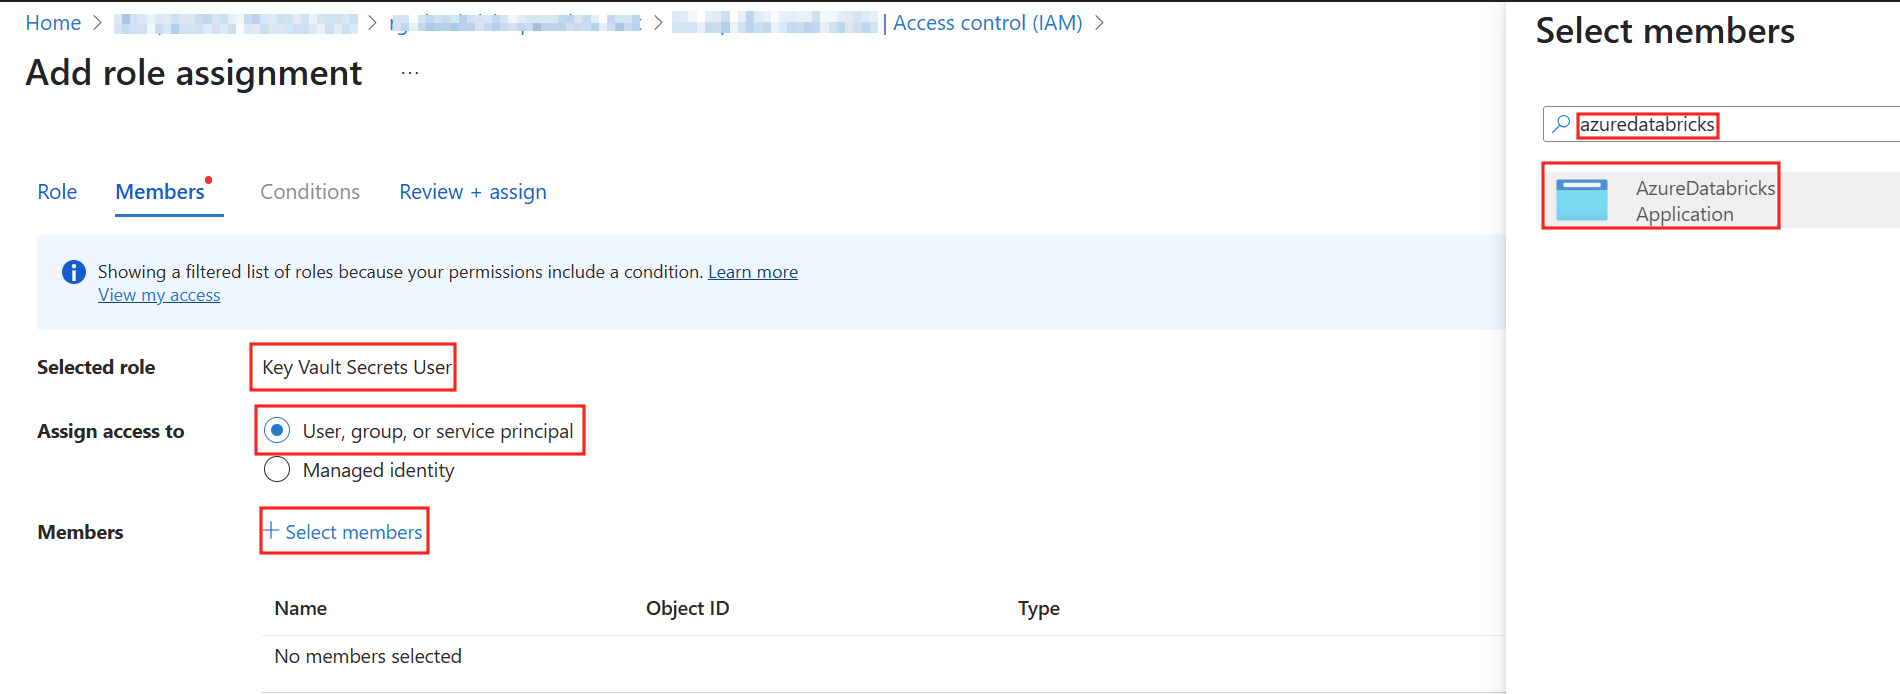 Home > > > | Access control (IAM) >
Add role assignment ...
Role Members Conditions Review + assign
Showing a filtered list of roles because your permissions include a condition. Learn more
View my access
Selected role Key Vault Secrets User
Assign access to User, group, or service principal
Managed identity
Members + Select members
Name Object ID Type
No members selected
Select members
azuredatabricks
AzureDatabricks
Application